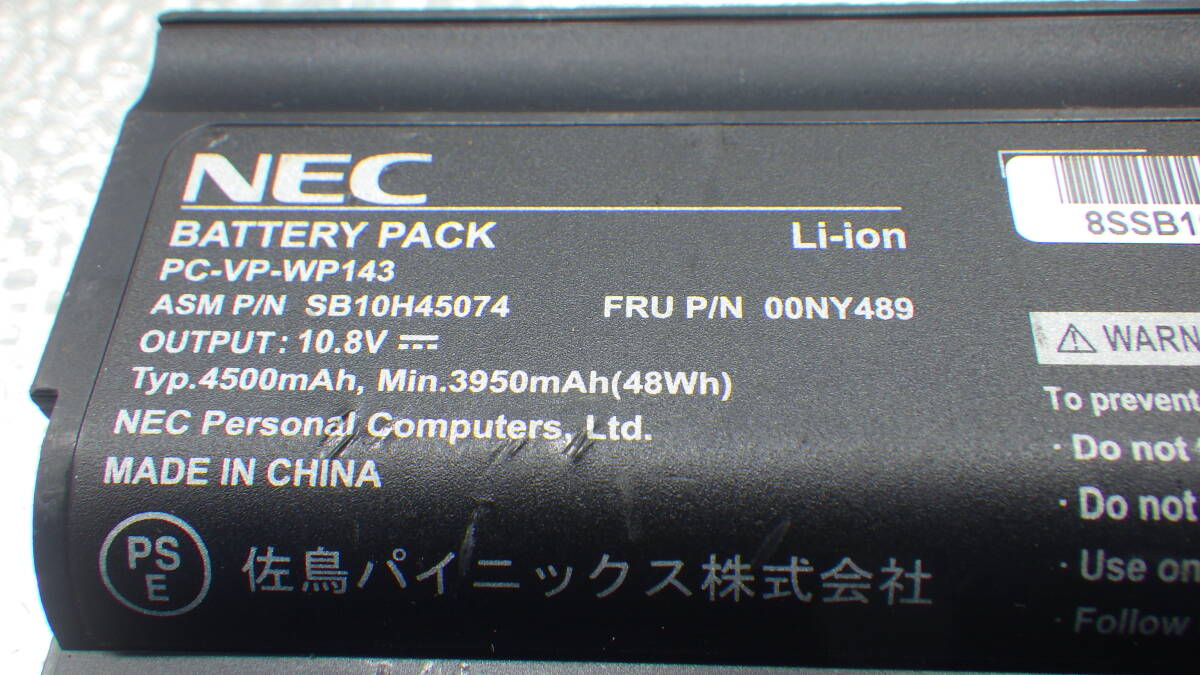 NEC
BATTERY PACK Li-ion
PC-VP-WP143
ASM P/N SB10H45074 FRU P/N 00NY489
OUTPUT: 10.8V ⎓
Typ.4500mAh, Min.3950mAh(48Wh)
NEC Personal Computers, Ltd.
MADE IN CHINA
PS
E
佐鳥パイニックス株式会社
8SSB1
⚠ WARN
To prevent
· Do not
· Do not
· Use on
· Follow